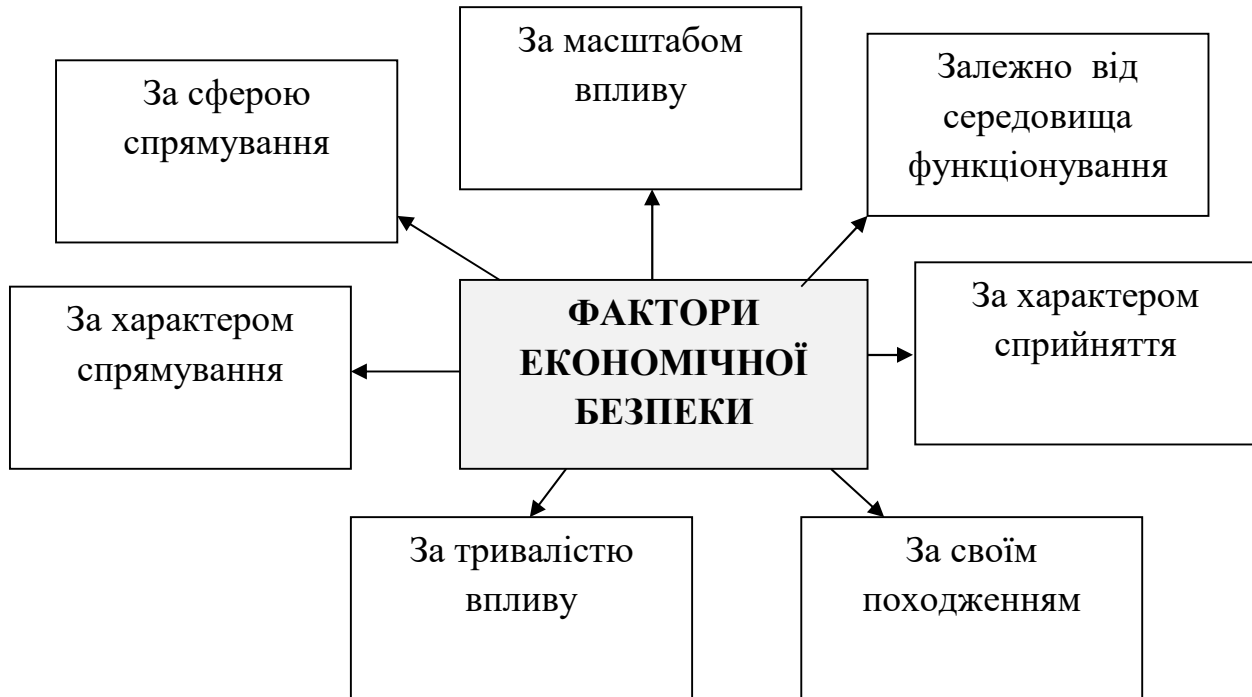 За масштабом
впливу
За сферою
спрямування
Залежно від
середовища
функціонування
За характером
спрямування
ФАКТОРИ
ЕКОНОМІЧНОЇ
БЕЗПЕКИ
За характером
сприйняття
За тривалістю
впливу
За своїм
походженням